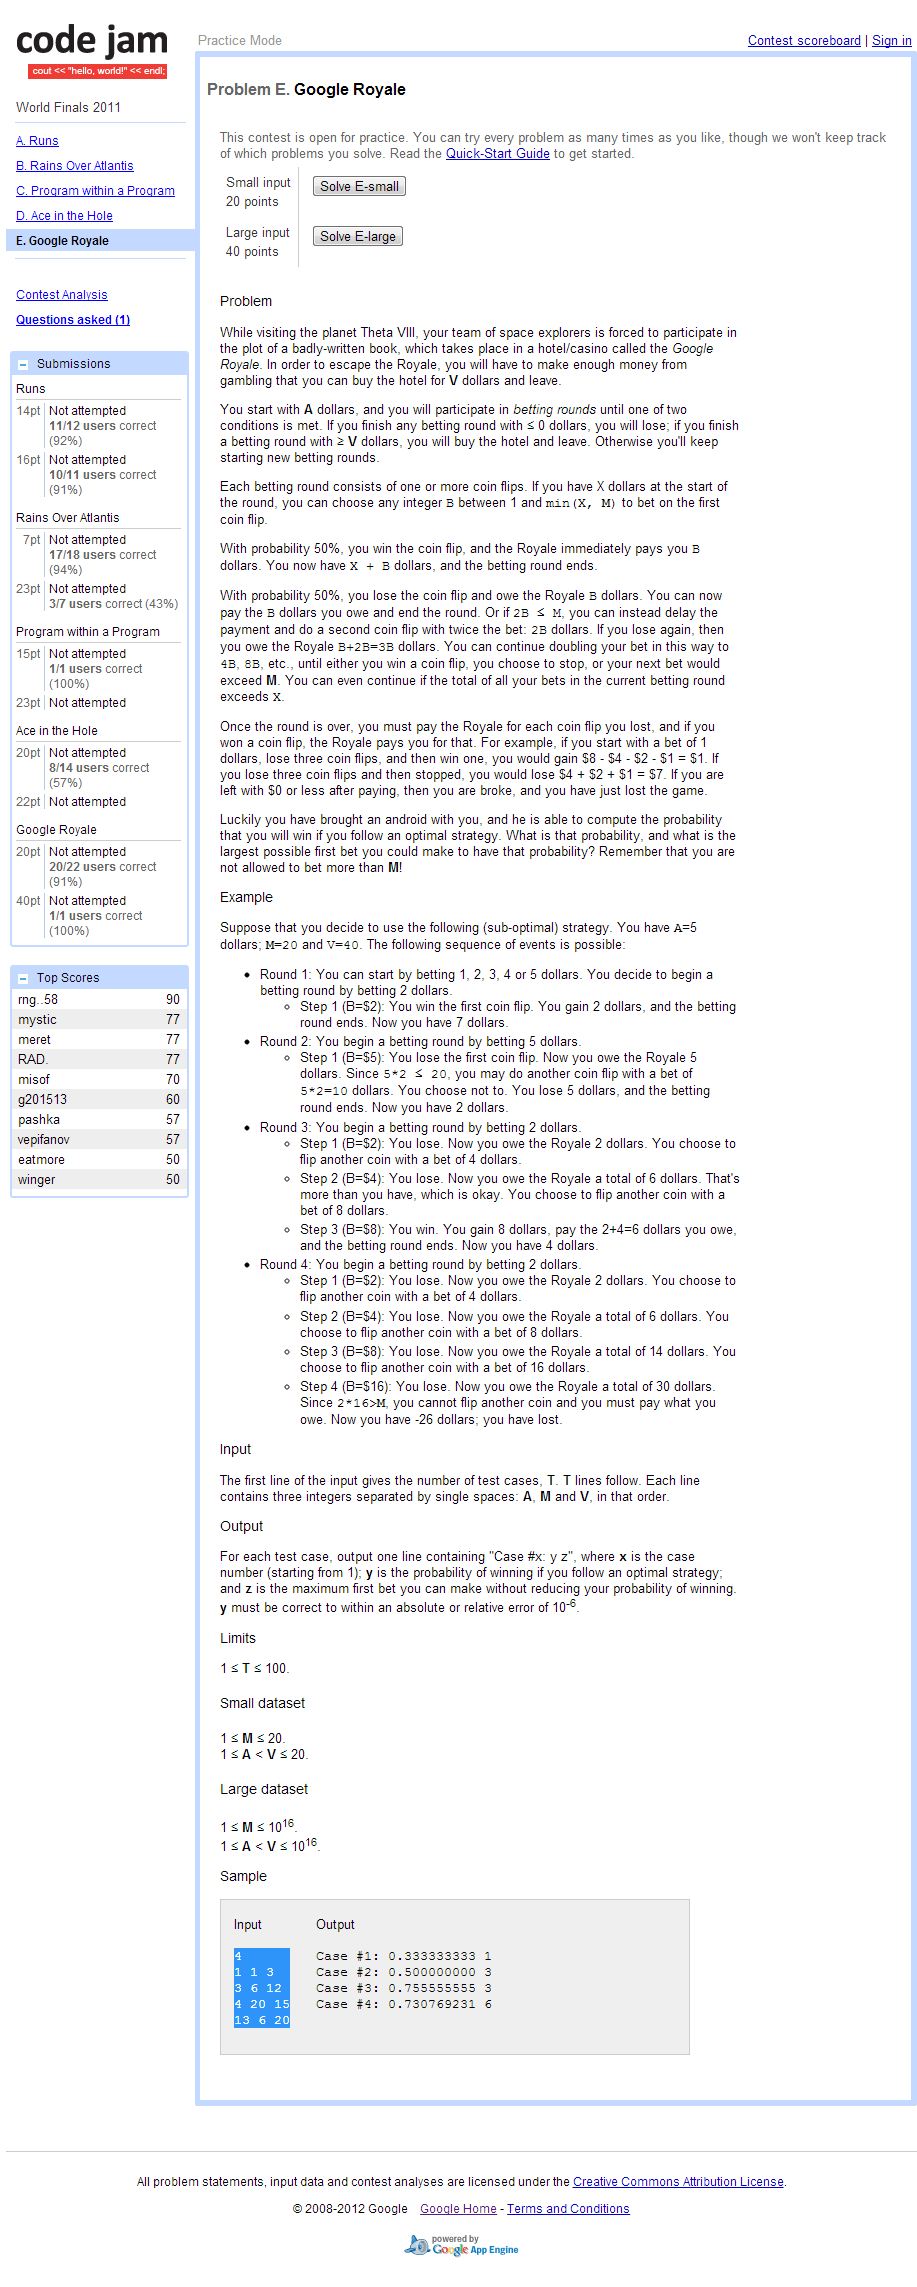 code jam
cout << "hello, world!" << endl;
World Finals 2011
A. Runs
B. Rains Over Atlantis
C. Program within a Program
D. Ace in the Hole
E. Google Royale
Contest Analysis
Questions asked (1)
Submissions
Runs
14pt Not attempted
11/12 users correct
(92%)
16pt Not attempted
10/11 users correct
(91%)
Rains Over Atlantis
7pt Not attempted
17/18 users correct
(94%)
23pt Not attempted
3/7 users correct (43%)
Program within a Program
15pt Not attempted
1/1 users correct
(100%)
23pt Not attempted
Ace in the Hole
20pt Not attempted
8/14 users correct
(57%)
22pt Not attempted
Google Royale
20pt Not attempted
20/22 users correct
(91%)
40pt Not attempted
1/1 users correct
(100%)
Top Scores
rng..58 90
mystic 77
meret 77
RAD. 77
misof 70
g201513 60
pashka 57
vepifanov 57
eatmore 50
winger 50
Practice Mode
Contest scoreboard | Sign in
Problem E. Google Royale
This contest is open for practice. You can try every problem as many times as you like, though we won't keep track
of which problems you solve. Read the Quick-Start Guide to get started.
Small input
20 points
Solve E-small
Large input
40 points
Solve E-large
Problem
While visiting the planet Theta VIII, your team of space explorers is forced to participate in
the plot of a badly-written book, which takes place in a hotel/casino called the Google
Royale. In order to escape the Royale, you will have to make enough money from
gambling that you can buy the hotel for V dollars and leave.
You start with A dollars, and you will participate in betting rounds until one of two
conditions is met. If you finish any betting round with ≤ 0 dollars, you will lose; if you finish
a betting round with ≥ V dollars, you will buy the hotel and leave. Otherwise you'll keep
starting new betting rounds.
Each betting round consists of one or more coin flips. If you have X dollars at the start of
the round, you can choose any integer B between 1 and min(X, M) to bet on the first
coin flip.
With probability 50%, you win the coin flip, and the Royale immediately pays you B
dollars. You now have X + B dollars, and the betting round ends.
With probability 50%, you lose the coin flip and owe the Royale B dollars. You can now
pay the B dollars you owe and end the round. Or if 2B ≤ M, you can instead delay the
payment and do a second coin flip with twice the bet: 2B dollars. If you lose again, then
you owe the Royale B+2B=3B dollars. You can continue doubling your bet in this way to
4B, 8B, etc., until either you win a coin flip, you choose to stop, or your next bet would
exceed M. You can even continue if the total of all your bets in the current betting round
exceeds X.
Once the round is over, you must pay the Royale for each coin flip you lost, and if you
won a coin flip, the Royale pays you for that. For example, if you start with a bet of 1
dollars, lose three coin flips, and then win one, you would gain $8 - $4 - $2 - $1 = $1. If
you lose three coin flips and then stopped, you would lose $4 + $2 + $1 = $7. If you are
left with $0 or less after paying, then you are broke, and you have just lost the game.
Luckily you have brought an android with you, and he is able to compute the probability
that you will win if you follow an optimal strategy. What is that probability, and what is the
largest possible first bet you could make to have that probability? Remember that you are
not allowed to bet more than M!
Example
Suppose that you decide to use the following (sub-optimal) strategy. You have A=5
dollars; M=20 and V=40. The following sequence of events is possible:
• Round 1: You can start by betting 1, 2, 3, 4 or 5 dollars. You decide to begin a
betting round by betting 2 dollars.
◦ Step 1 (B=$2): You win the first coin flip. You gain 2 dollars, and the betting
round ends. Now you have 7 dollars.
• Round 2: You begin a betting round by betting 5 dollars.
◦ Step 1 (B=$5): You lose the first coin flip. Now you owe the Royale 5
dollars. Since 5*2 ≤ 20, you may do another coin flip with a bet of
5*2=10 dollars. You choose not to. You lose 5 dollars, and the betting
round ends. Now you have 2 dollars.
• Round 3: You begin a betting round by betting 2 dollars.
◦ Step 1 (B=$2): You lose. Now you owe the Royale 2 dollars. You choose to
flip another coin with a bet of 4 dollars.
◦ Step 2 (B=$4): You lose. Now you owe the Royale a total of 6 dollars. That's
more than you have, which is okay. You choose to flip another coin with a
bet of 8 dollars.
◦ Step 3 (B=$8): You win. You gain 8 dollars, pay the 2+4=6 dollars you owe,
and the betting round ends. Now you have 4 dollars.
• Round 4: You begin a betting round by betting 2 dollars.
◦ Step 1 (B=$2): You lose. Now you owe the Royale 2 dollars. You choose to
flip another coin with a bet of 4 dollars.
◦ Step 2 (B=$4): You lose. Now you owe the Royale a total of 6 dollars. You
choose to flip another coin with a bet of 8 dollars.
◦ Step 3 (B=$8): You lose. Now you owe the Royale a total of 14 dollars. You
choose to flip another coin with a bet of 16 dollars.
◦ Step 4 (B=$16): You lose. Now you owe the Royale a total of 30 dollars.
Since 2*16>M, you cannot flip another coin and you must pay what you
owe. Now you have -26 dollars; you have lost.
Input
The first line of the input gives the number of test cases, T. T lines follow. Each line
contains three integers separated by single spaces: A, M and V, in that order.
Output
For each test case, output one line containing "Case #x: y z", where x is the case
number (starting from 1); y is the probability of winning if you follow an optimal strategy;
and z is the maximum first bet you can make without reducing your probability of winning.
y must be correct to within an absolute or relative error of 10⁻⁶.
Limits
1 ≤ T ≤ 100.
Small dataset
1 ≤ M ≤ 20.
1 ≤ A < V ≤ 20.
Large dataset
1 ≤ M ≤ 10¹⁶.
1 ≤ A < V ≤ 10¹⁶.
Sample
Input Output
4 Case #1: 0.333333333 1
1 1 3 Case #2: 0.500000000 3
3 6 12 Case #3: 0.755555555 3
4 20 15 Case #4: 0.730769231 6
13 6 20
All problem statements, input data and contest analyses are licensed under the Creative Commons Attribution License.
© 2008-2012 Google Google Home - Terms and Conditions
powered by
Google App Engine